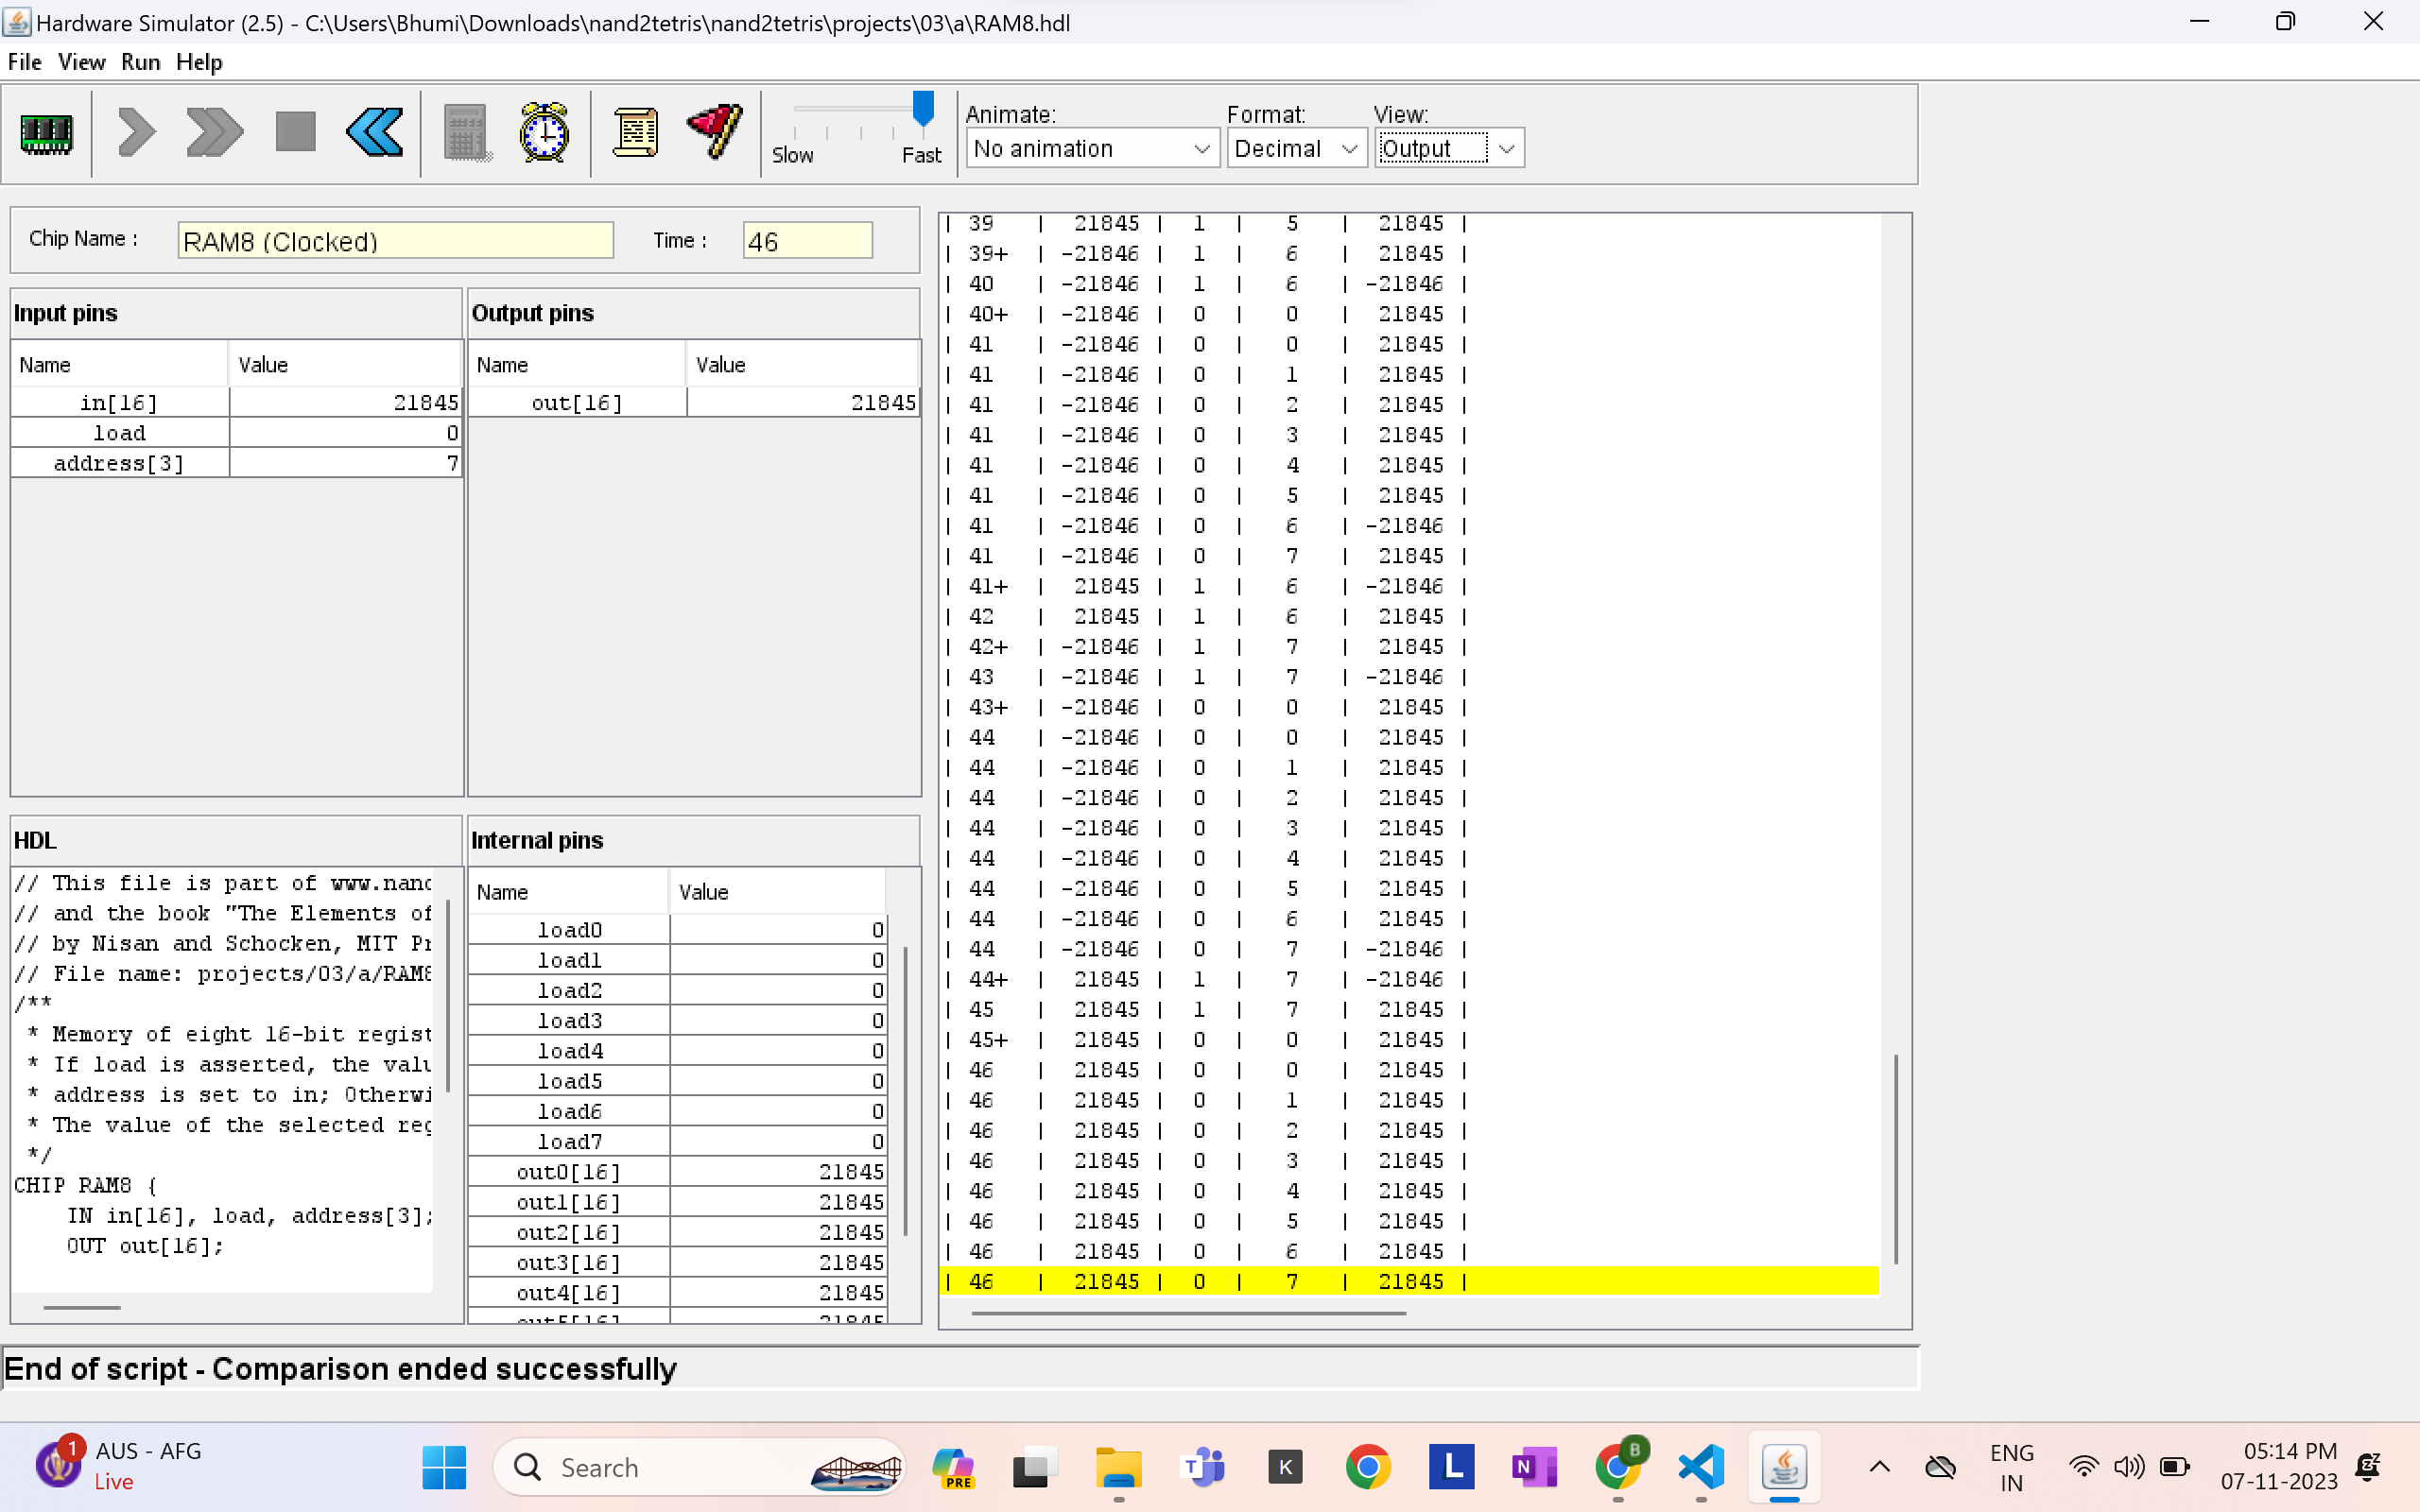 Hardware Simulator (2.5) - C:\Users\Bhumi\Downloads\nand2tetris\nand2tetris\projects\03\a\RAM8.hdl
File View Run Help
Slow Fast
Animate: Format: View:
No animation Decimal Output
Chip Name : RAM8 (Clocked) Time : 46
Input pins
Name Value
in[16] 21845
load 0
address[3] 7
Output pins
Name Value
out[16] 21845
HDL
// This file is part of www.nand
// and the book "The Elements of
// by Nisan and Schocken, MIT Pr
// File name: projects/03/a/RAM8
/**
* Memory of eight 16-bit regist
* If load is asserted, the valu
* address is set to in; Otherwi
* The value of the selected reg
*/
CHIP RAM8 {
IN in[16], load, address[3];
OUT out[16];
Internal pins
Name Value
load0 0
load1 0
load2 0
load3 0
load4 0
load5 0
load6 0
load7 0
out0[16] 21845
out1[16] 21845
out2[16] 21845
out3[16] 21845
out4[16] 21845
out5[16] 21845
| 39 | 21845 | 1 | 5 | 21845 |
| 39+ | -21846 | 1 | 6 | 21845 |
| 40 | -21846 | 1 | 6 | -21846 |
| 40+ | -21846 | 0 | 0 | 21845 |
| 41 | -21846 | 0 | 0 | 21845 |
| 41 | -21846 | 0 | 1 | 21845 |
| 41 | -21846 | 0 | 2 | 21845 |
| 41 | -21846 | 0 | 3 | 21845 |
| 41 | -21846 | 0 | 4 | 21845 |
| 41 | -21846 | 0 | 5 | 21845 |
| 41 | -21846 | 0 | 6 | -21846 |
| 41 | -21846 | 0 | 7 | 21845 |
| 41+ | 21845 | 1 | 6 | -21846 |
| 42 | 21845 | 1 | 6 | 21845 |
| 42+ | -21846 | 1 | 7 | 21845 |
| 43 | -21846 | 1 | 7 | -21846 |
| 43+ | -21846 | 0 | 0 | 21845 |
| 44 | -21846 | 0 | 0 | 21845 |
| 44 | -21846 | 0 | 1 | 21845 |
| 44 | -21846 | 0 | 2 | 21845 |
| 44 | -21846 | 0 | 3 | 21845 |
| 44 | -21846 | 0 | 4 | 21845 |
| 44 | -21846 | 0 | 5 | 21845 |
| 44 | -21846 | 0 | 6 | 21845 |
| 44 | -21846 | 0 | 7 | -21846 |
| 44+ | 21845 | 1 | 7 | -21846 |
| 45 | 21845 | 1 | 7 | 21845 |
| 45+ | 21845 | 0 | 0 | 21845 |
| 46 | 21845 | 0 | 0 | 21845 |
| 46 | 21845 | 0 | 1 | 21845 |
| 46 | 21845 | 0 | 2 | 21845 |
| 46 | 21845 | 0 | 3 | 21845 |
| 46 | 21845 | 0 | 4 | 21845 |
| 46 | 21845 | 0 | 5 | 21845 |
| 46 | 21845 | 0 | 6 | 21845 |
| 46 | 21845 | 0 | 7 | 21845 |
End of script - Comparison ended successfully
1
AUS - AFG
Live
Search
PRE
T
K
L
N
B
ENG
IN
05:14 PM
07-11-2023